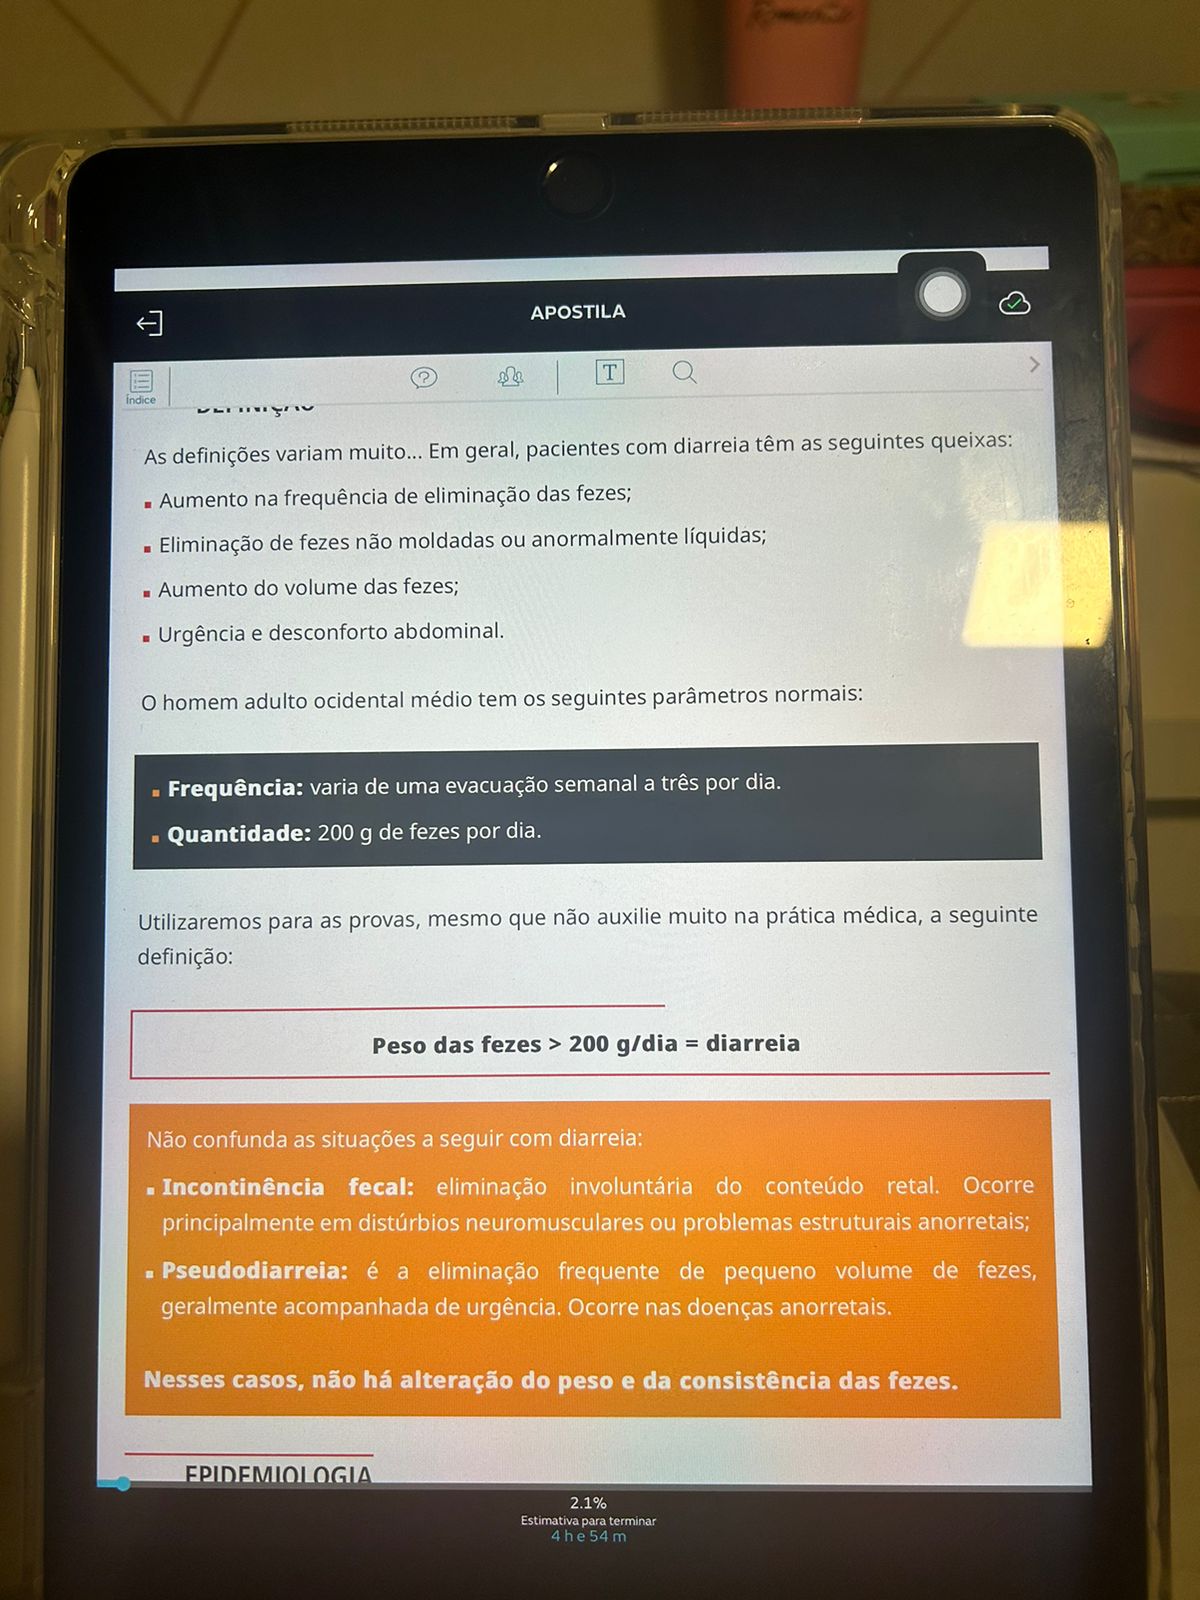 Romantic
APOSTILA
Índice
T
DEFINIÇÃO
As definições variam muito... Em geral, pacientes com diarreia têm as seguintes queixas:
▪ Aumento na frequência de eliminação das fezes;
▪ Eliminação de fezes não moldadas ou anormalmente líquidas;
▪ Aumento do volume das fezes;
▪ Urgência e desconforto abdominal.
O homem adulto ocidental médio tem os seguintes parâmetros normais:
▪ Frequência: varia de uma evacuação semanal a três por dia.
▪ Quantidade: 200 g de fezes por dia.
Utilizaremos para as provas, mesmo que não auxilie muito na prática médica, a seguinte
definição:
Peso das fezes > 200 g/dia = diarreia
Não confunda as situações a seguir com diarreia:
▪ Incontinência fecal: eliminação involuntária do conteúdo retal. Ocorre
principalmente em distúrbios neuromusculares ou problemas estruturais anorretais;
▪ Pseudodiarreia: é a eliminação frequente de pequeno volume de fezes,
geralmente acompanhada de urgência. Ocorre nas doenças anorretais.
Nesses casos, não há alteração do peso e da consistência das fezes.
EPIDEMIOLOGIA
2.1%
Estimativa para terminar
4 h e 54 m